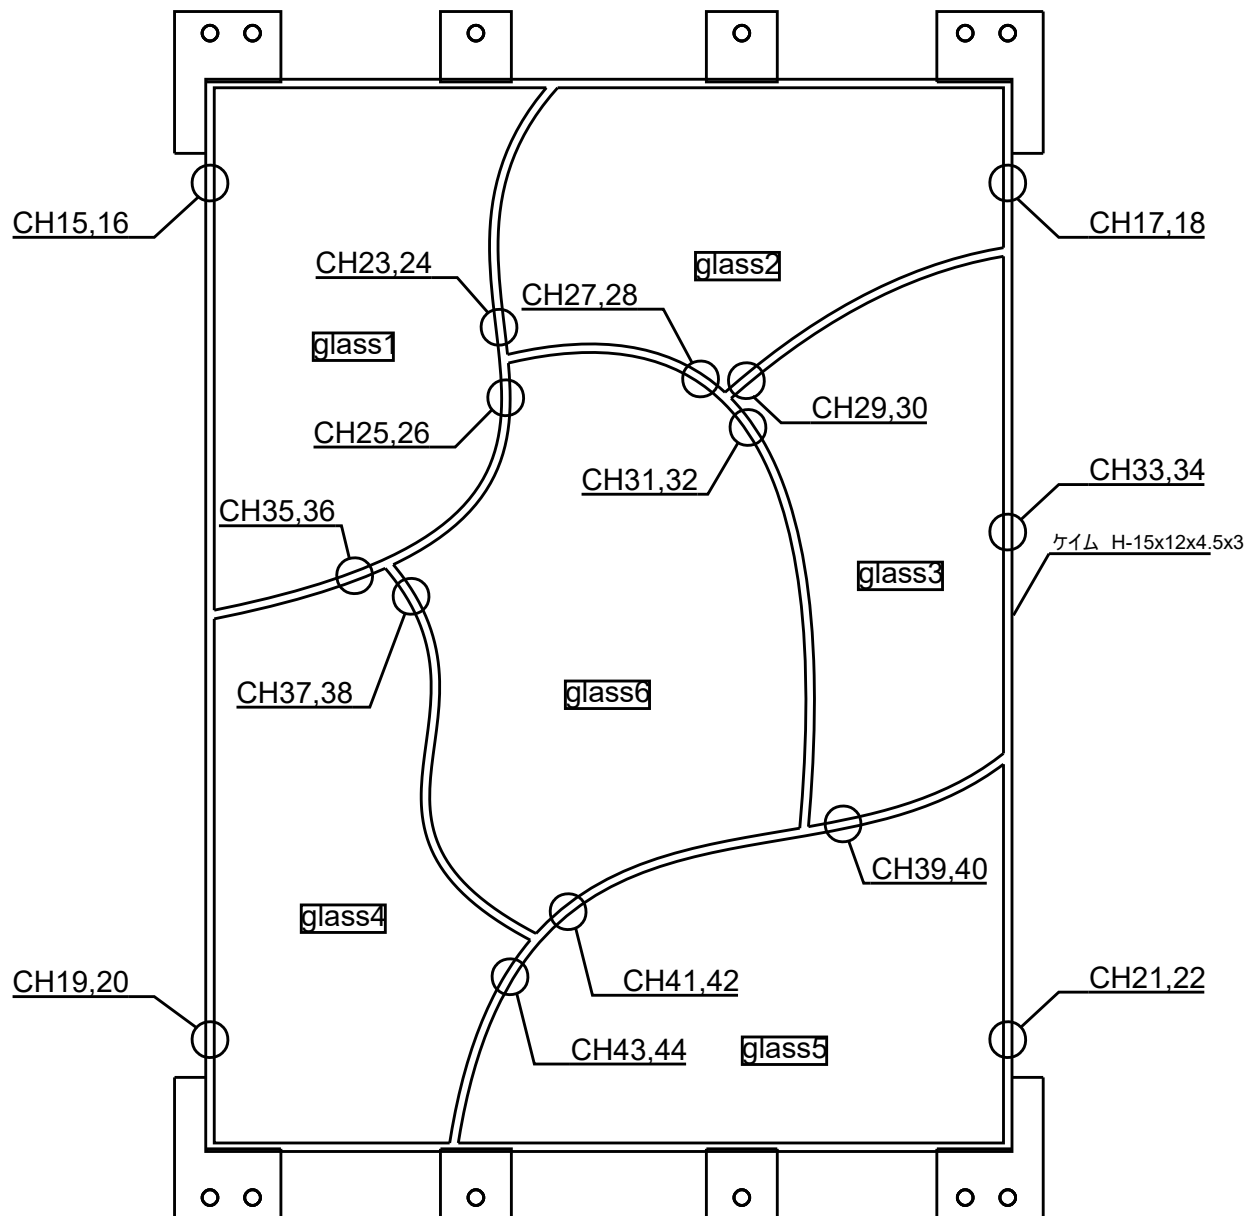 CH15,16
CH17,18
CH23,24
glass2
CH27,28
glass1
CH29,30
CH25,26
CH31,32
CH33,34
CH35,36
ケイム H-15x12x4.5x3
glass3
CH37,38
glass6
CH39,40
glass4
CH19,20
CH41,42
CH21,22
CH43,44
glass5